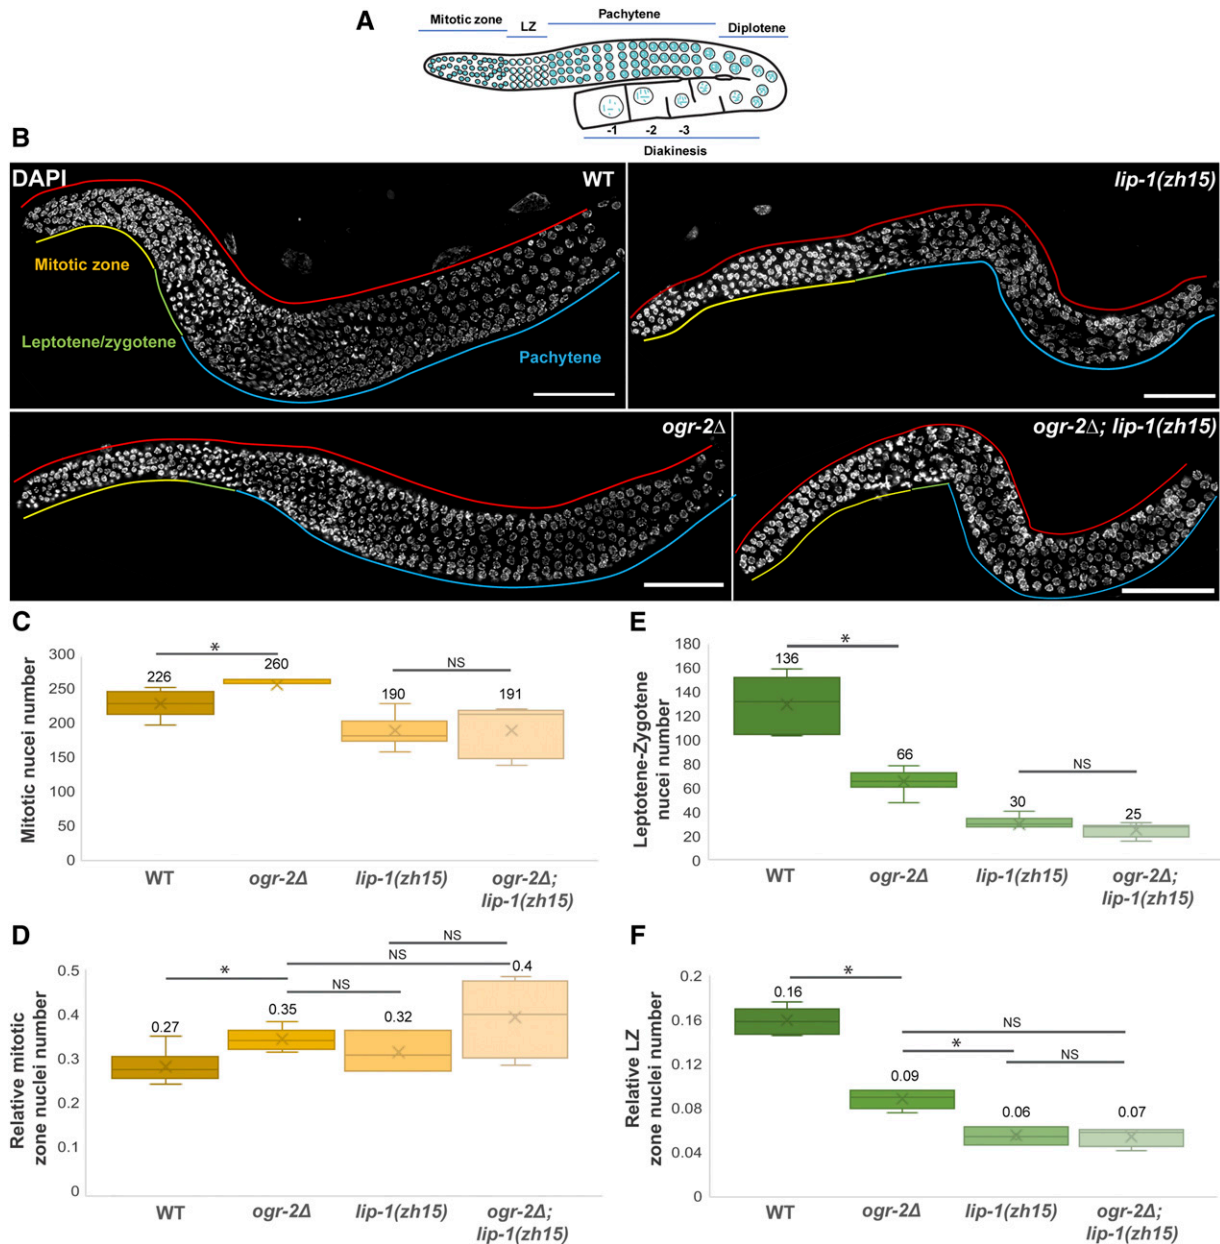 A
Mitotic zone
LZ
Pachytene
Diplotene
-1 -2 -3
Diakinesis
B
DAPI
WT
Mitotic zone
Leptotene/zygotene
Pachytene
lip-1(zh15)
ogr-2Δ
ogr-2Δ; lip-1(zh15)
C
Mitotic nucei number
300
250
200
150
100
50
0
*
NS
226
260
190
191
WT
ogr-2Δ
lip-1(zh15)
ogr-2Δ;
lip-1(zh15)
E
Leptotene-Zygotene
nucei number
180
160
140
120
100
80
60
40
20
0
*
NS
136
66
30
25
WT
ogr-2Δ
lip-1(zh15)
ogr-2Δ;
lip-1(zh15)
D
Relative mitotic
zone nuclei number
0.5
0.4
0.3
0.2
0.1
0
NS
NS
*
NS
0.27
0.35
0.32
0.4
WT
ogr-2Δ
lip-1(zh15)
ogr-2Δ;
lip-1(zh15)
F
Relative LZ
zone nuclei number
0.2
0.16
0.12
0.08
0.04
0
*
NS
*
NS
0.16
0.09
0.06
0.07
WT
ogr-2Δ
lip-1(zh15)
ogr-2Δ;
lip-1(zh15)